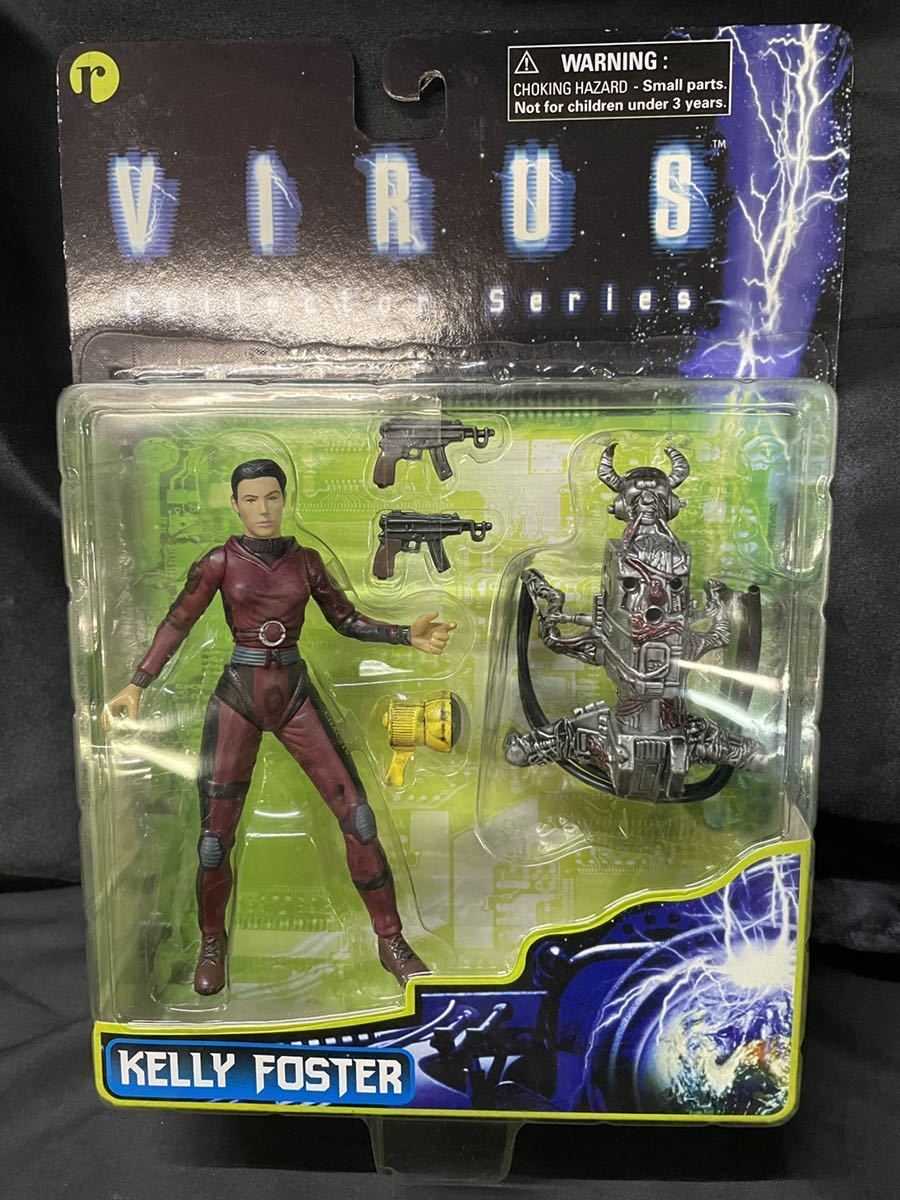 r
⚠ WARNING :
CHOKING HAZARD - Small parts.
Not for children under 3 years.
VIRUS™
Collector Series
KELLY FOSTER